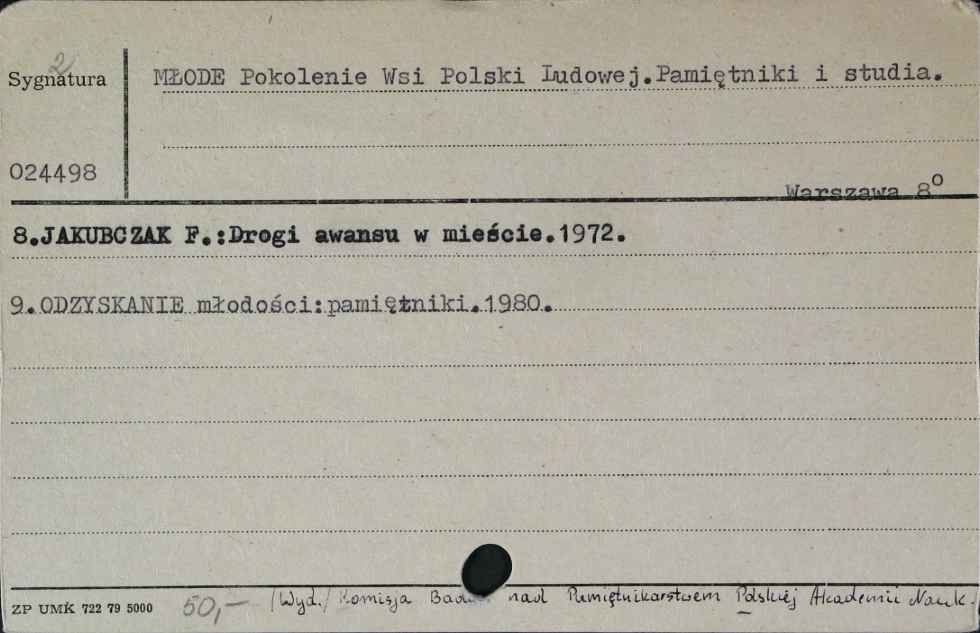 2
Sygnatura
MŁODE Pokolenie Wsi Polski Ludowej.Pamiętniki i studia.
024498
Warszawa 8°
8.JAKUBCZAK F.:Drogi awansu w mieście.1972.
9.ODZYSKANIE młodości:pamiętniki.1980.
ZP UMK 722 79 5000 50,- /Wyd./ Komisja Badań nad Pamiętnikarstwem Polskiej Akademii Nauk.